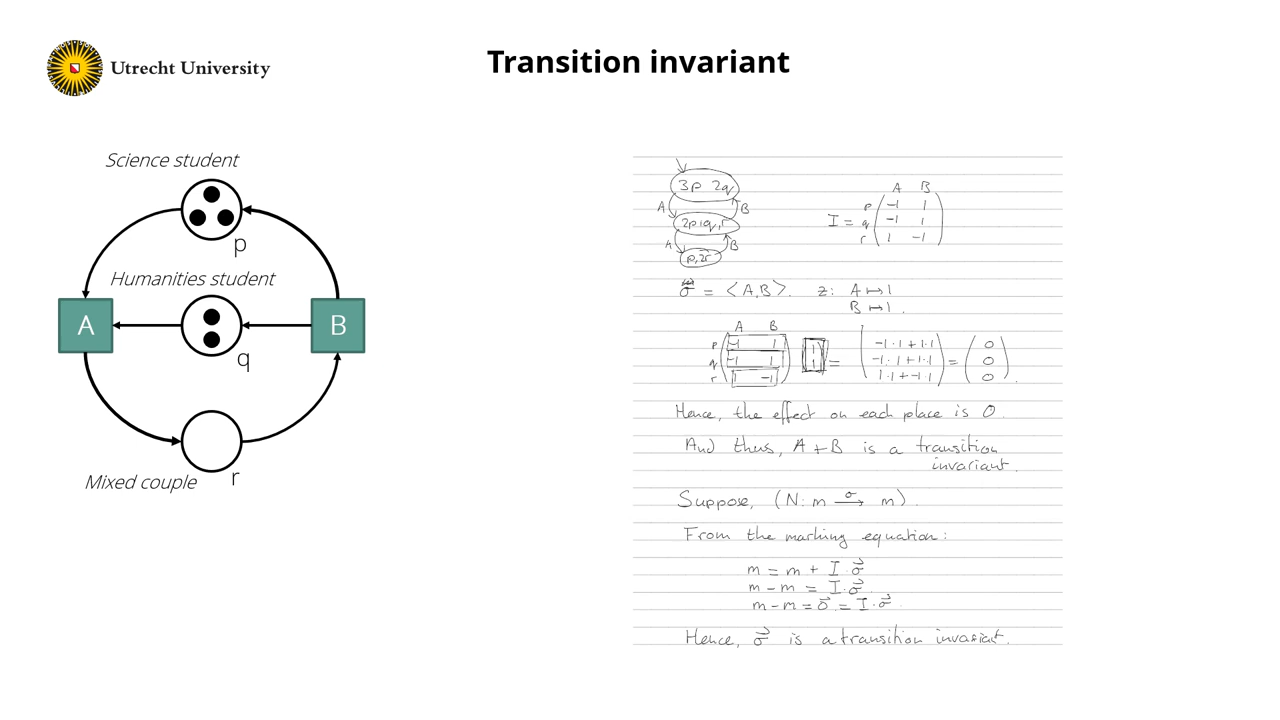 Utrecht University
Transition invariant
Science student
p
Humanities student
A
B
q
Mixed couple
r
3p 2q
A B
2p,q,r
A B
p,2r
A B
I = p -1 1
q -1 1
r 1 -1
σ = <A,B>. z: A ↦ 1
B ↦ 1.
A B
p -1 1 1 -1·1+1·1 0
q -1 1 1 = -1·1+1·1 = 0
r 1 -1 1·1+-1·1 0.
Hence, the effect on each place is 0.
And thus, A+B is a transition
invariant.
Suppose, (N: m →σ m).
From the marking equation:
m = m + I·σ⃗
m - m = I·σ⃗
m - m = 0⃗ = I·σ⃗.
Hence, σ⃗ is a transition invariant.